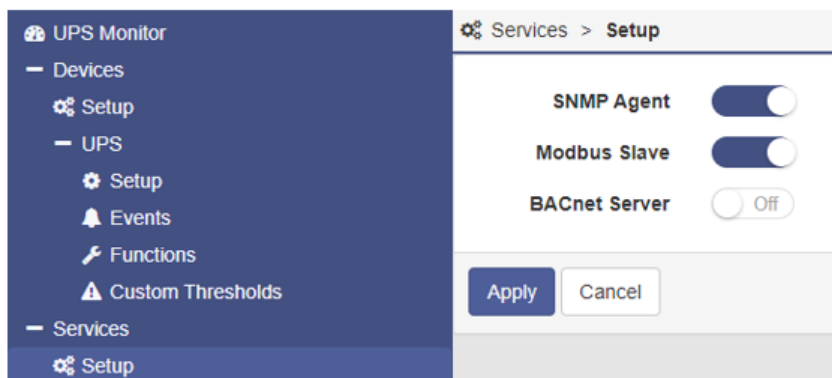 UPS Monitor
Devices
Setup
UPS
Setup
Events
Functions
Custom Thresholds
Services
Setup
Services > Setup
SNMP Agent
Modbus Slave
BACnet Server Off
Apply Cancel